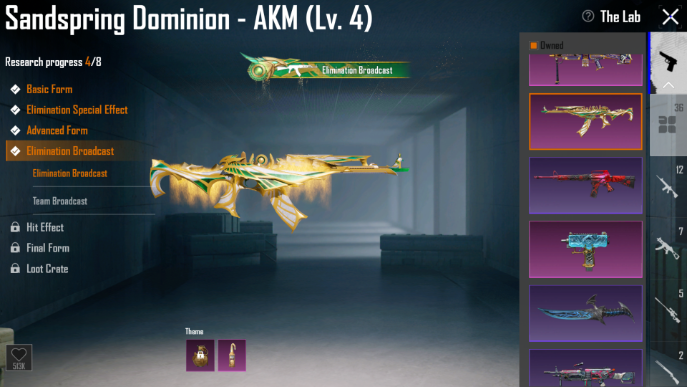 Sandspring Dominion - AKM (Lv. 4)
The Lab
Research progress 4/8
Owned
Elimination Broadcast
Basic Form
Elimination Special Effect
Advanced Form
Elimination Broadcast
Elimination Broadcast
Team Broadcast
Hit Effect
Final Form
Loot Crate
Theme
513K
36
12
7
5
2